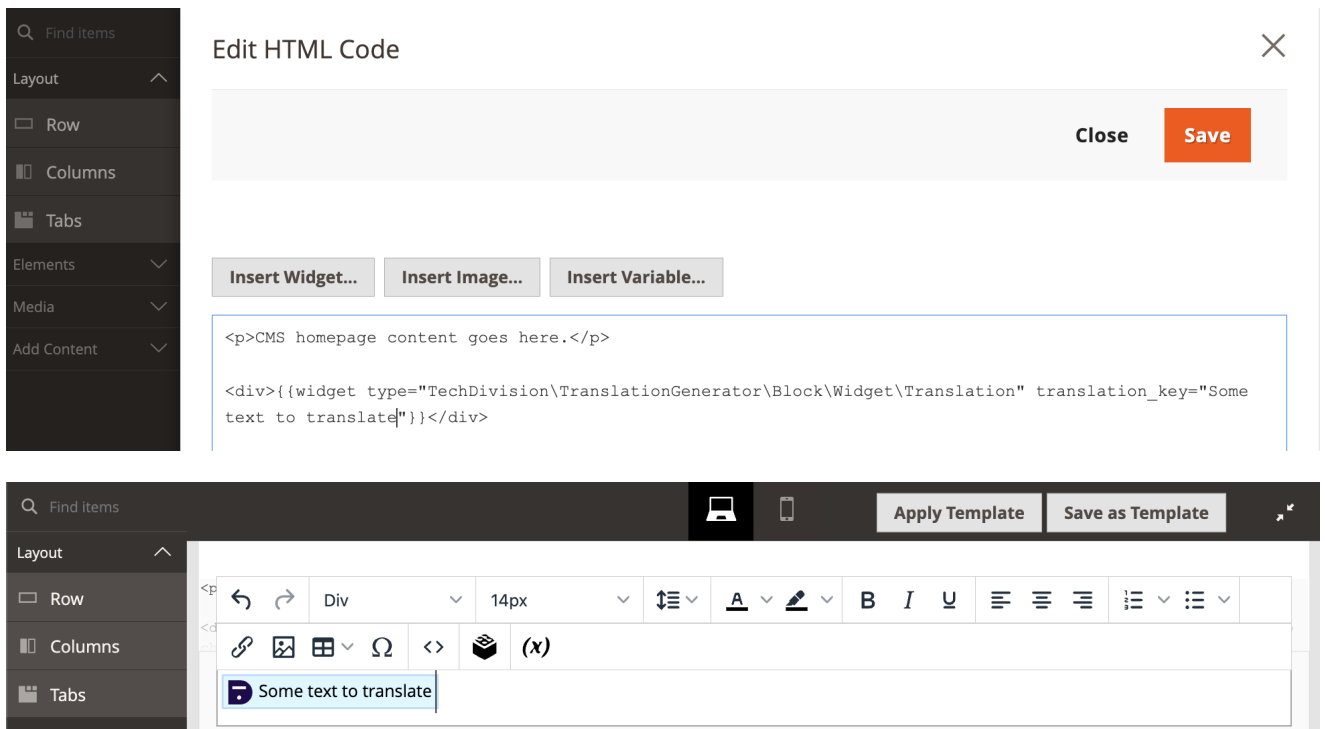 Find items
Edit HTML Code
Layout
Row
Close
Save
Columns
Tabs
Elements
Insert Widget...
Insert Image...
Insert Variable...
Media
Add Content
<p>CMS homepage content goes here.</p>
<div>{{widget type="TechDivision\TranslationGenerator\Block\Widget\Translation" translation_key="Some
text to translate"}}</div>
Find items
Apply Template
Save as Template
Layout
Row
<p
Div
14px
A
B
I
U
<d
Columns
Ω
<>
(x)
Tabs
Some text to translate